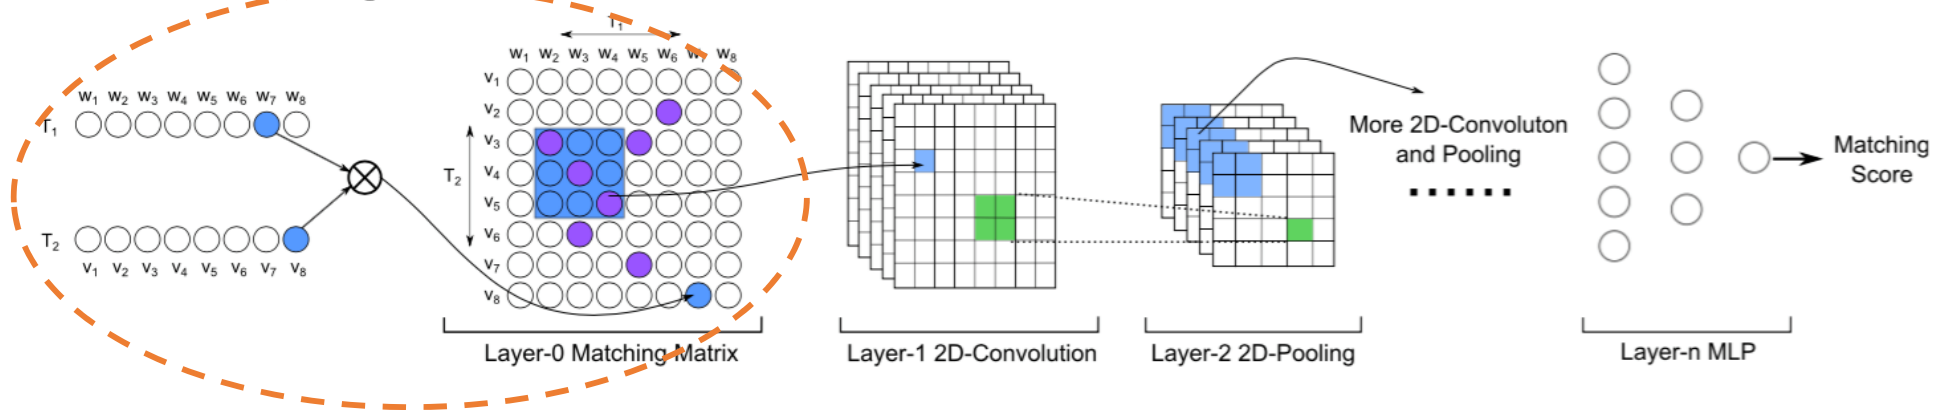 T₁
w₁ w₂ w₃ w₄ w₅ w₆ w₇ w₈
T₁
w₁ w₂ w₃ w₄ w₅ w₆ w₇ w₈
T₂
v₁ v₂ v₃ v₄ v₅ v₆ v₇ v₈
T₂
v₁
v₂
v₃
v₄
v₅
v₆
v₇
v₈
Layer-0 Matching Matrix
Layer-1 2D-Convolution
Layer-2 2D-Pooling
More 2D-Convoluton
and Pooling
......
Matching
Score
Layer-n MLP